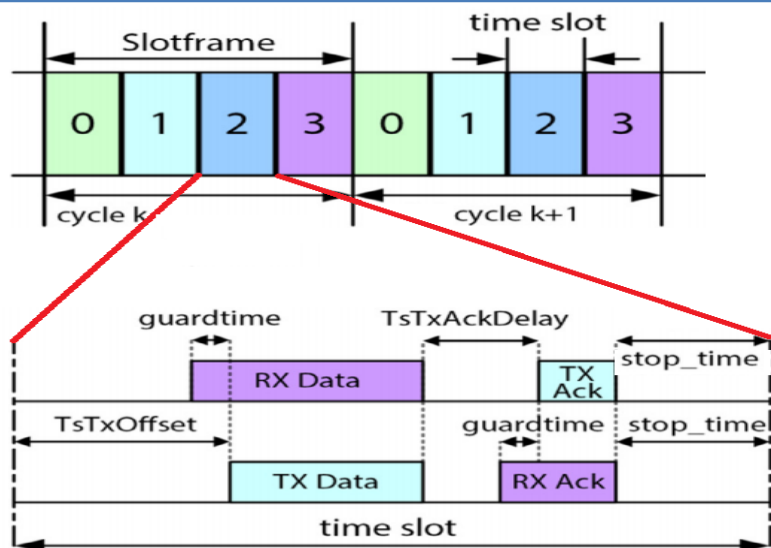 time slot
Slotframe
0 1 2 3 0 1 2 3
cycle k
cycle k+1
guardtime
TsTxAckDelay
RX Data
TX Ack
stop_time
TsTxOffset
guardtime
stop_time
TX Data
RX Ack
time slot